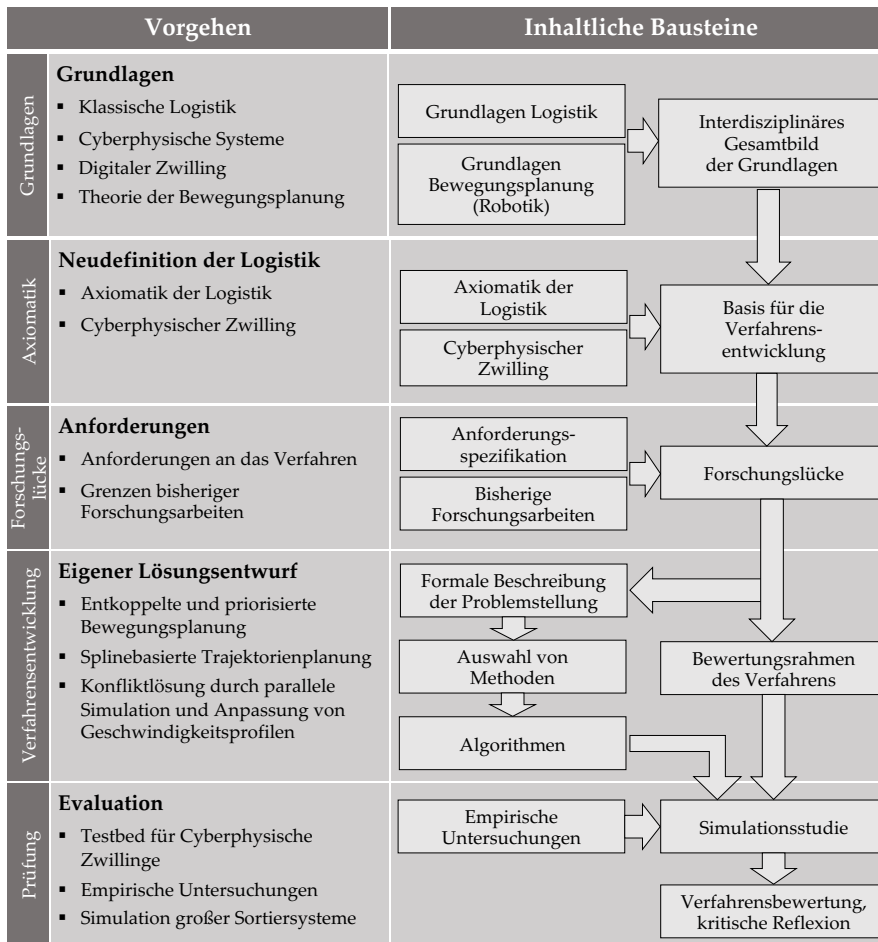 Vorgehen
Inhaltliche Bausteine
Grundlagen
Grundlagen
▪ Klassische Logistik
▪ Cyberphysische Systeme
▪ Digitaler Zwilling
▪ Theorie der Bewegungsplanung
Grundlagen Logistik
Grundlagen
Bewegungsplanung
(Robotik)
Interdisziplinäres
Gesamtbild
der Grundlagen
Axiomatik
Neudefinition der Logistik
▪ Axiomatik der Logistik
▪ Cyberphysischer Zwilling
Axiomatik der
Logistik
Cyberphysischer
Zwilling
Basis für die
Verfahrens-
entwicklung
Forschungs-
lücke
Anforderungen
▪ Anforderungen an das Verfahren
▪ Grenzen bisheriger
Forschungsarbeiten
Anforderungs-
spezifikation
Bisherige
Forschungsarbeiten
Forschungslücke
Verfahrensentwicklung
Eigener Lösungsentwurf
▪ Entkoppelte und priorisierte
Bewegungsplanung
▪ Splinebasierte Trajektorienplanung
▪ Konfliktlösung durch parallele
Simulation und Anpassung von
Geschwindigkeitsprofilen
Formale Beschreibung
der Problemstellung
Auswahl von
Methoden
Algorithmen
Bewertungsrahmen
des Verfahrens
Prüfung
Evaluation
▪ Testbed für Cyberphysische
Zwillinge
▪ Empirische Untersuchungen
▪ Simulation großer Sortiersysteme
Empirische
Untersuchungen
Simulationsstudie
Verfahrensbewertung,
kritische Reflexion